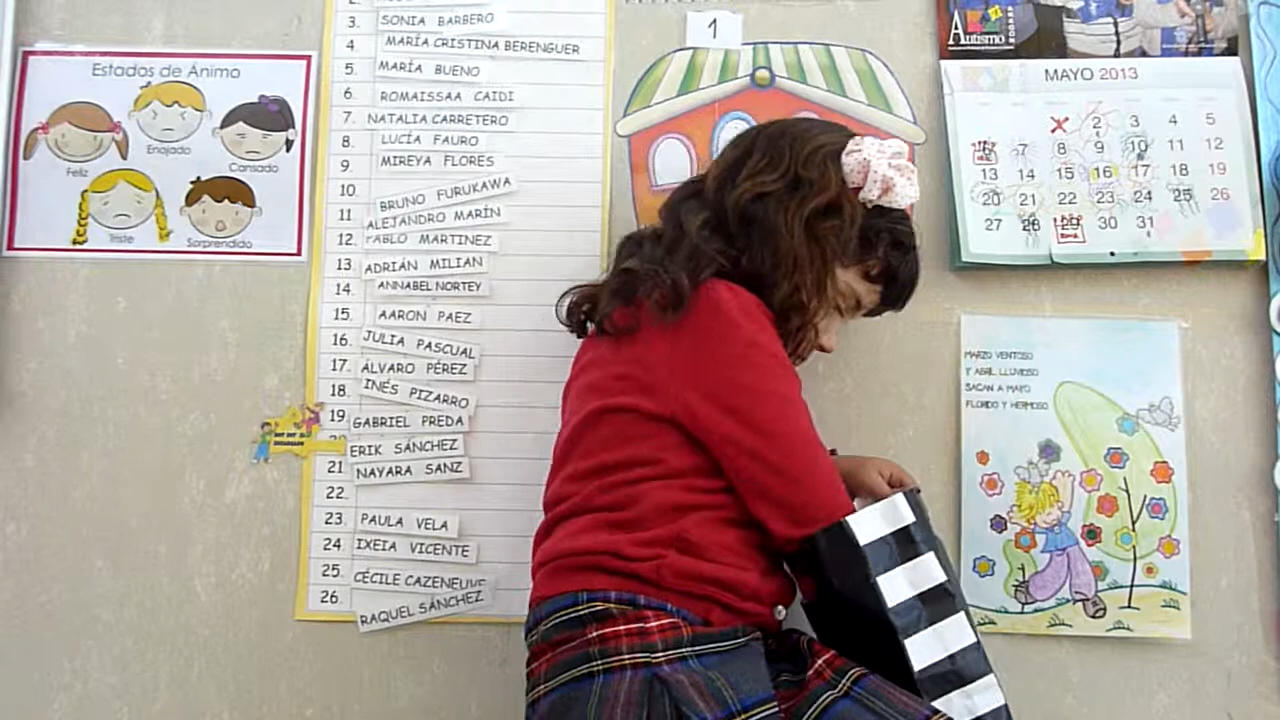 Estados de Ánimo
Feliz
Enojado
Cansado
Triste
Sorprendido
3. SONIA BARBERO
4. MARÍA CRISTINA BERENGUER
5. MARÍA BUENO
6. ROMAISSAA CAIDI
7. NATALIA CARRETERO
8. LUCÍA FAURO
9. MIREYA FLORES
10. BRUNO FURUKAWA
11. ALEJANDRO MARÍN
12. PABLO MARTINEZ
13. ADRIÁN MILIAN
14. ANNABEL NORTEY
15. AARON PAEZ
16. JULIA PASCUAL
17. ÁLVARO PÉREZ
18. INÉS PIZARRO
19 GABRIEL PREDA
ERIK SÁNCHEZ
21 NAYARA SANZ
22.
23. PAULA VELA
24. IXEIA VICENTE
25. CÉCILE CAZENEUVE
26. RAQUEL SÁNCHEZ
1
Autismo
MAYO 2013
2 3 4 5
7 8 9 10 11 12
13 14 15 16 17 18 19
20 21 22 23 24 25 26
27 28 29 30 31
MARZO VENTOSO
Y ABRIL LLUVIOSO
SACAN A MAYO
FLORIDO Y HERMOSO